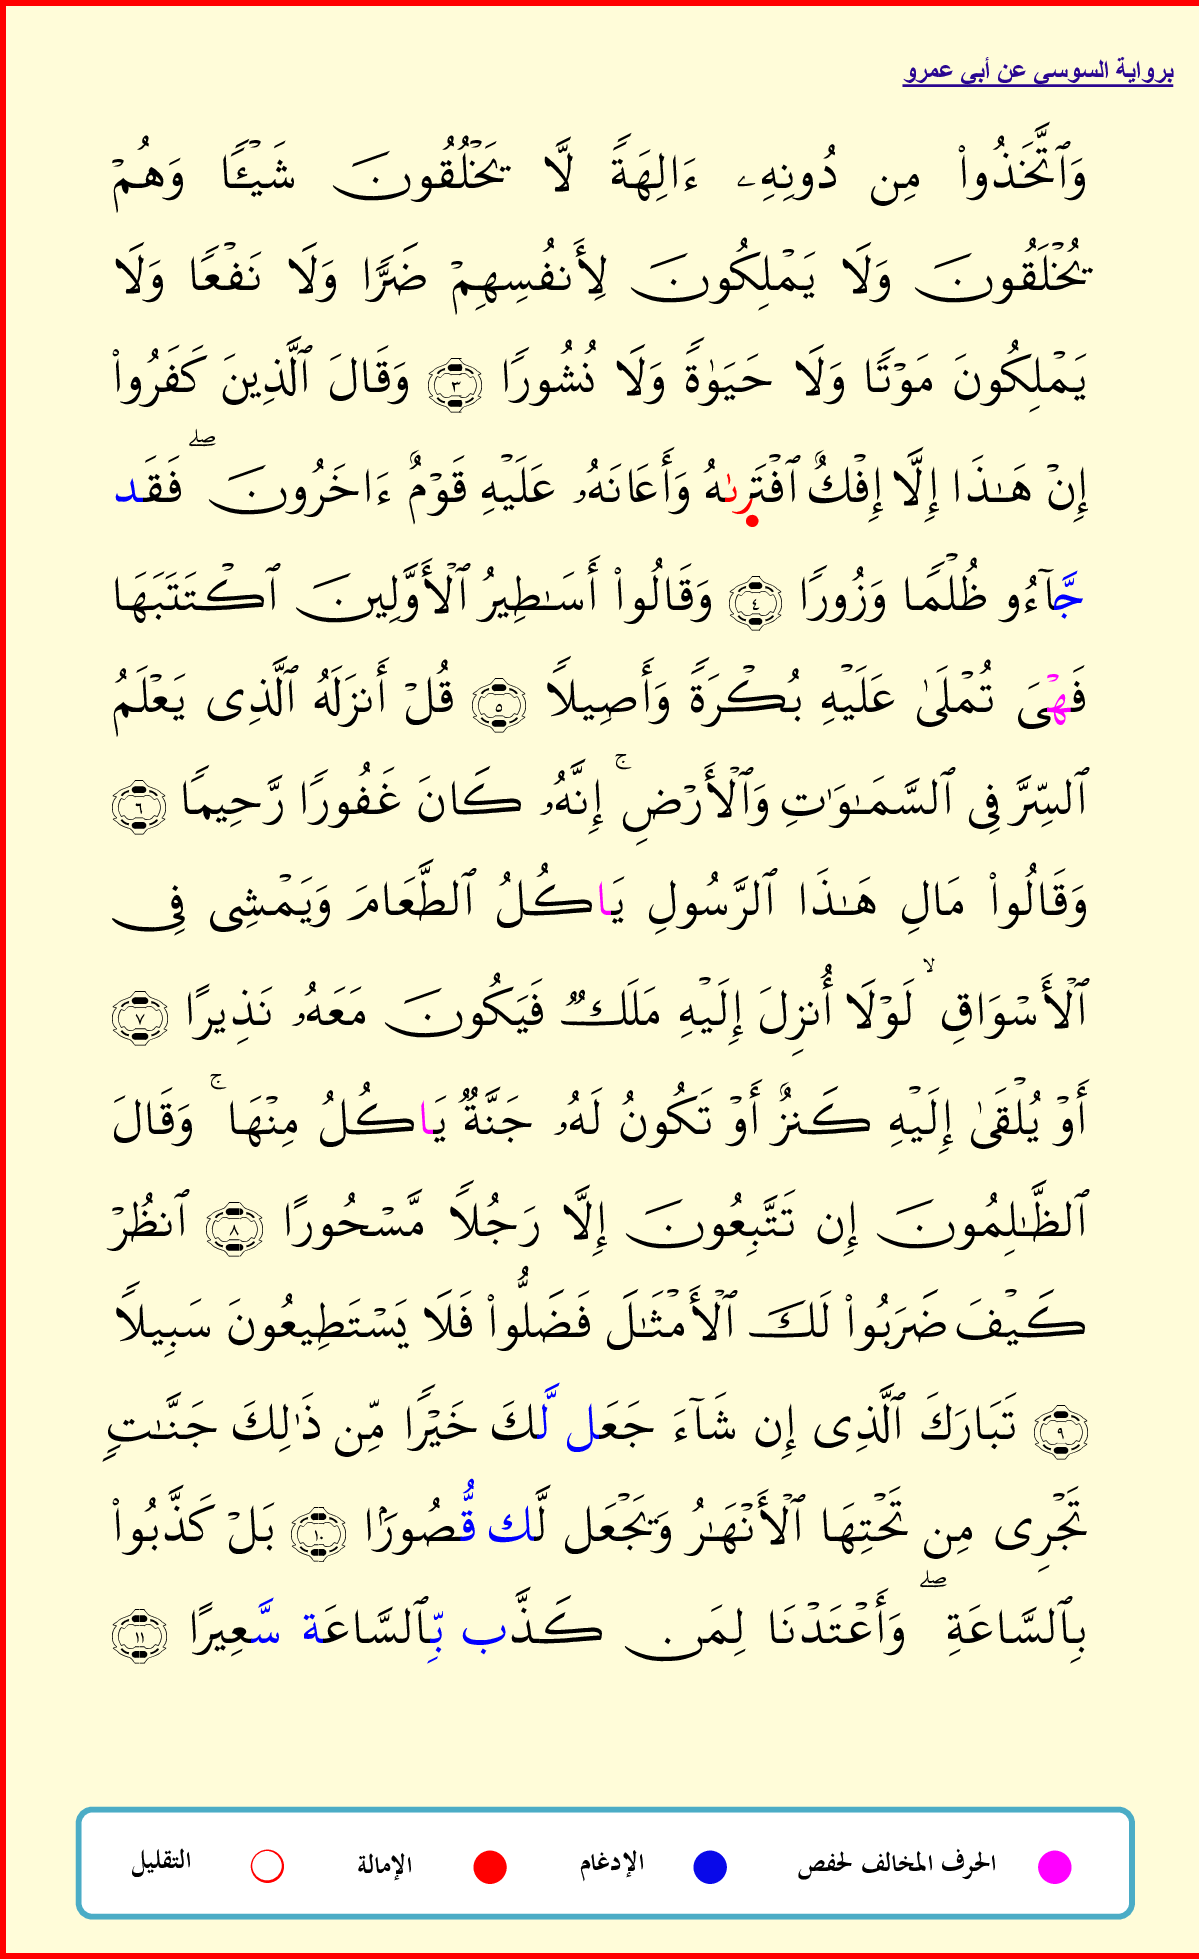 برواية السوسي عن أبي عمرو
وَٱتَّخَذُوا۟ مِن دُونِهِۦ ءَالِهَةً لَّا يَخْلُقُونَ شَيْـًٔا وَهُمْ
يُخْلَقُونَ وَلَا يَمْلِكُونَ لِأَنفُسِهِمْ ضَرًّا وَلَا نَفْعًا وَلَا
يَمْلِكُونَ مَوْتًا وَلَا حَيَوٰةً وَلَا نُشُورًا ٣ وَقَالَ ٱلَّذِينَ كَفَرُوا۟
إِنْ هَـٰذَا إِلَّا إِفْكٌ ٱفْتَرِىٰهُ وَأَعَانَهُۥ عَلَيْهِ قَوْمٌ ءَاخَرُونَ ۖ فَقَد
جَّآءُو ظُلْمًا وَزُورًا ٤ وَقَالُوا۟ أَسَـٰطِيرُ ٱلْأَوَّلِينَ ٱكْتَتَبَهَا
فَهْىَ تُمْلَىٰ عَلَيْهِ بُكْرَةً وَأَصِيلًا ٥ قُلْ أَنزَلَهُ ٱلَّذِى يَعْلَمُ
ٱلسِّرَّ فِى ٱلسَّمَـٰوَٰتِ وَٱلْأَرْضِ ۚ إِنَّهُۥ كَانَ غَفُورًا رَّحِيمًا ٦
وَقَالُوا۟ مَالِ هَـٰذَا ٱلرَّسُولِ يَاكُلُ ٱلطَّعَامَ وَيَمْشِى فِى
ٱلْأَسْوَاقِ ۙ لَوْلَا أُنزِلَ إِلَيْهِ مَلَكٌ فَيَكُونَ مَعَهُۥ نَذِيرًا ٧
أَوْ يُلْقَىٰ إِلَيْهِ كَنزٌ أَوْ تَكُونُ لَهُۥ جَنَّةٌ يَاكُلُ مِنْهَا ۚ وَقَالَ
ٱلظَّـٰلِمُونَ إِن تَتَّبِعُونَ إِلَّا رَجُلًا مَّسْحُورًا ٨ ٱنظُرْ
كَيْفَ ضَرَبُوا۟ لَكَ ٱلْأَمْثَـٰلَ فَضَلُّوا۟ فَلَا يَسْتَطِيعُونَ سَبِيلًا
٩ تَبَارَكَ ٱلَّذِى إِن شَآءَ جَعَل لَّكَ خَيْرًا مِّن ذَٰلِكَ جَنَّـٰتٍ
تَجْرِى مِن تَحْتِهَا ٱلْأَنْهَـٰرُ وَيَجْعَل لَّك قُّصُورًا ١٠ بَلْ كَذَّبُوا۟
بِٱلسَّاعَةِ ۖ وَأَعْتَدْنَا لِمَن كَذَّب بِّٱلسَّاعَة سَّعِيرًا ١١
الحرف المخالف لحفص الإدغام الإمالة التقليل